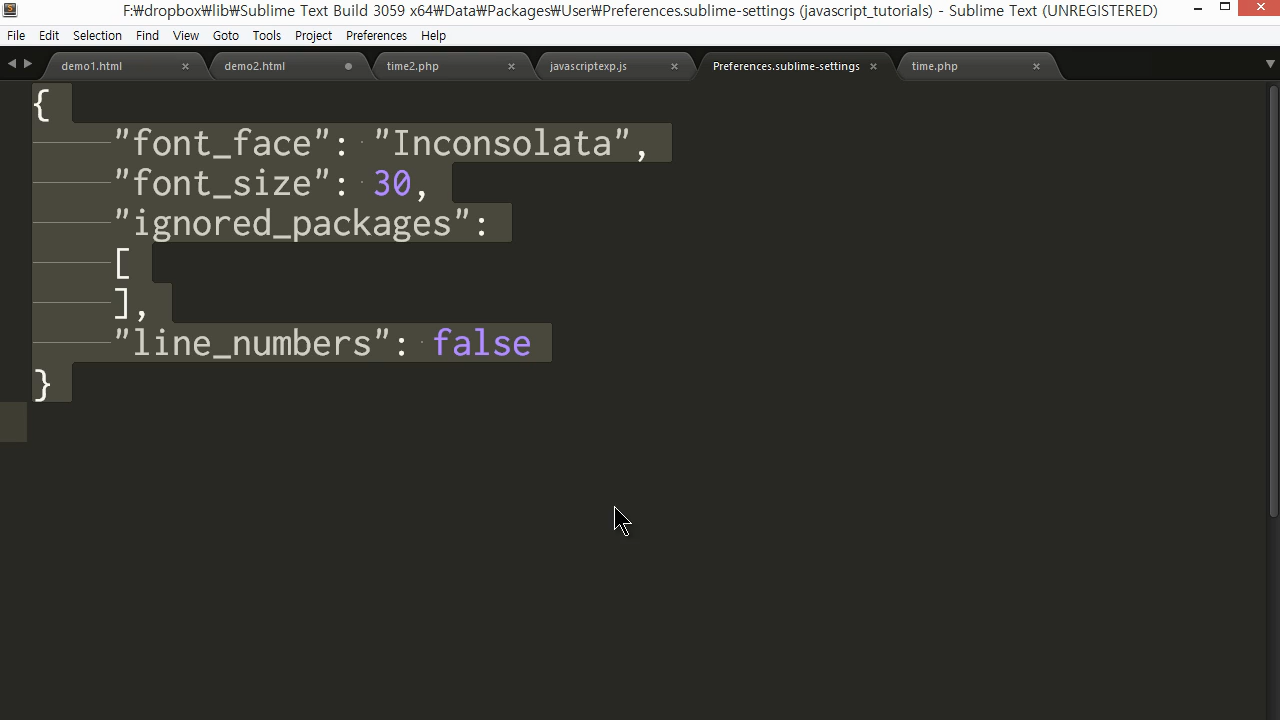 F:₩dropbox₩lib₩Sublime Text Build 3059 x64₩Data₩Packages₩User₩Preferences.sublime-settings (javascript_tutorials) - Sublime Text (UNREGISTERED)
File Edit Selection Find View Goto Tools Project Preferences Help
demo1.html demo2.html time2.php javascriptexp.js Preferences.sublime-settings time.php
{
"font_face": "Inconsolata",
"font_size": 30,
"ignored_packages":
[
],
"line_numbers": false
}